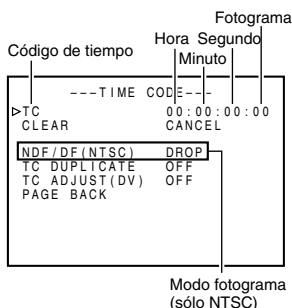 Fotograma
Hora Segundo
Código de tiempo
Minuto
---TIME CODE---
TC 00:00:00:00
CLEAR CANCEL
NDF/DF(NTSC) DROP
TC DUPLICATE OFF
TC ADJUST(DV) OFF
PAGE BACK
Modo fotograma
(sólo NTSC)